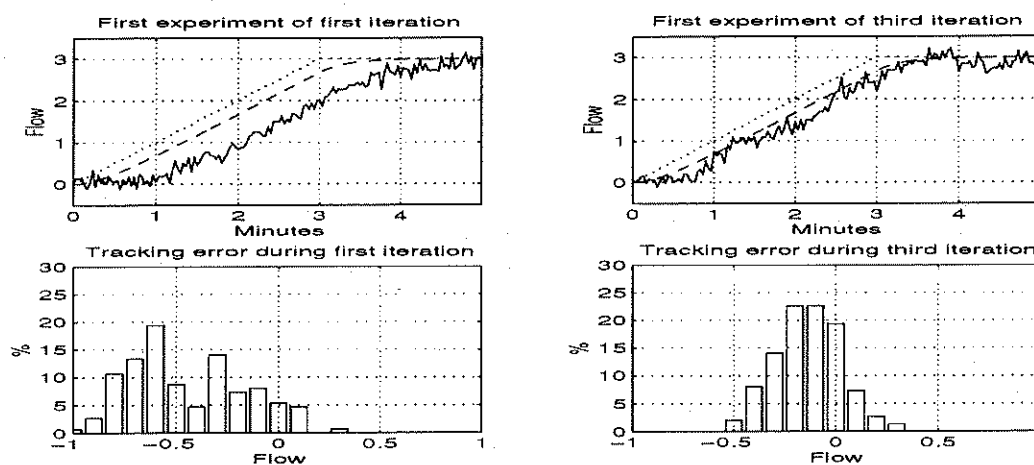 First experiment of first iteration
3
2
1
0
Flow
0 1 2 3 4
Minutes
Tracking error during first iteration
30
25
20
15
10
5
0
%
−1 −0.5 0 0.5 1
Flow
First experiment of third iteration
3
2
1
0
Flow
0 1 2 3 4
Minutes
Tracking error during third iteration
30
25
20
15
10
5
0
%
−1 −0.5 0 0.5
Flow